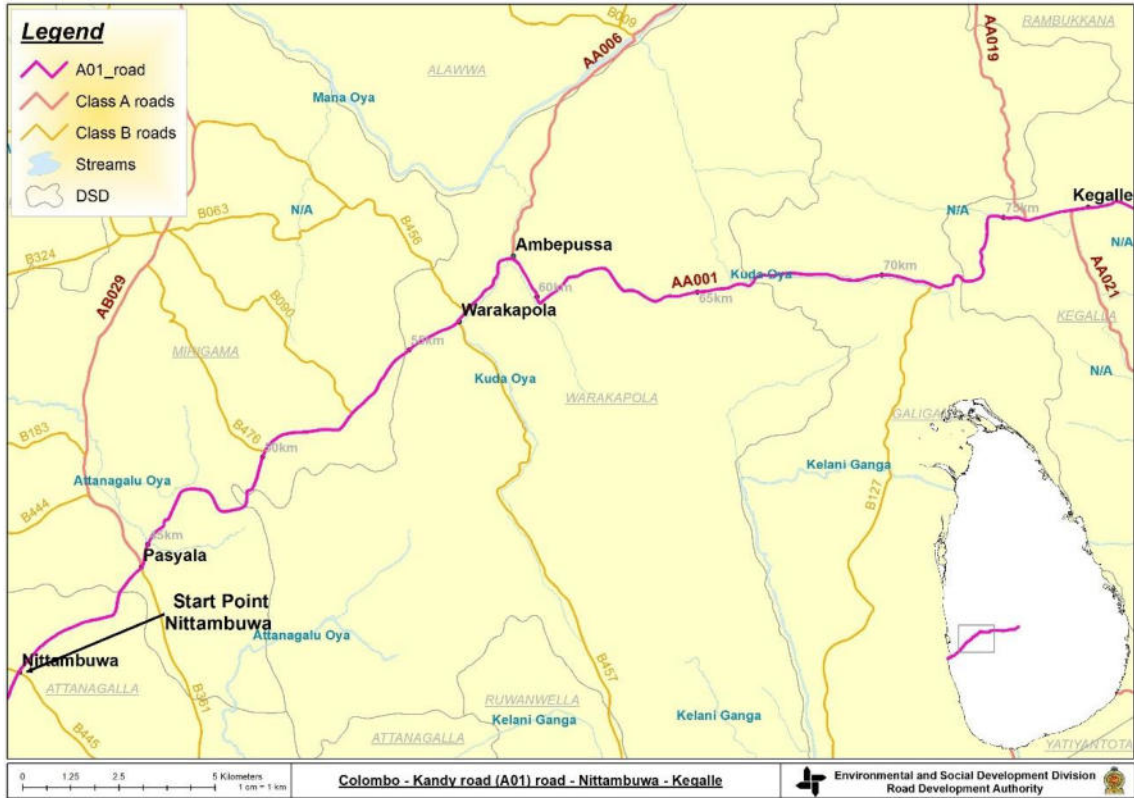 Legend
A01_road
Class A roads
Class B roads
Streams
DSD
B009
AA006
AA019
RAMBUKKANA
ALAWWA
Mana Oya
B063
N/A
B456
B324
AB029
B090
MIRIGAMA
Ambepussa
60km
Warakapola
55km
Kuda Oya
AA001
65km
Kuda Oya
70km
N/A
75km
Kegalle
N/A
AA021
KEGALLA
N/A
WARAKAPOLA
B183
B476
50km
B444
Attanagalu Oya
45km
Pasyala
Start Point
Nittambuwa
Nittambuwa
ATTANAGALLA
B445
B361
Attanagalu Oya
B457
RUWANWELLA
Kelani Ganga
ATTANAGALLA
Kelani Ganga
Kelani Ganga
B127
YATIYANTOTA
0 1.25 2.5 5 Kilometers
1 cm = 1 km
Colombo - Kandy road (A01) road - Nittambuwa - Kegalle
Environmental and Social Development Division
Road Development Authority